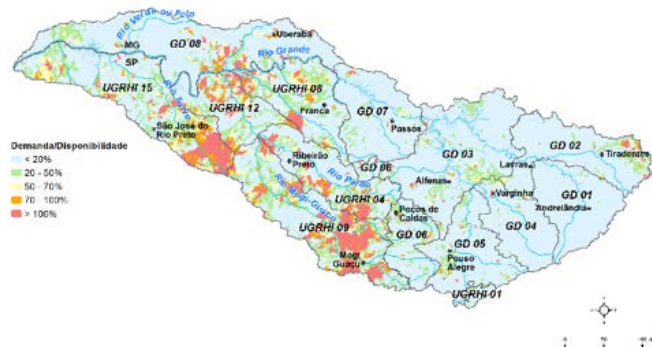 Rio Verde ou Feio
MG
SP
GD 08
Uberaba
Rio Grande
UGRHI 15
UGRHI 12
UGRHI 08
Franca
GD 07
Passos
São José do
Rio Preto
Demanda/Disponibilidade
< 20%
20 - 50%
50 - 70%
70 - 100%
> 100%
Ribeirão
Preto
Rio Pardo
GD 06
GD 03
GD 02
Tiradentes
Lavras
Alfenas
Varginha
GD 01
Andrelândia
Rio Mogi-Guaçu
UGRHI 04
Poços de
Caldas
GD 04
UGRHI 09
GD 06
GD 05
Mogi
Guaçu
Pouso
Alegre
UGRHI 01